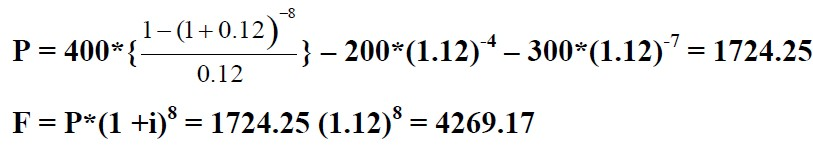 P = 400*{\frac{1-(1+0.12)^{-8}}{0.12}} – 200*(1.12)^{-4} – 300*(1.12)^{-7} = 1724.25
F = P*(1 +i)^{8} = 1724.25 (1.12)^{8} = 4269.17